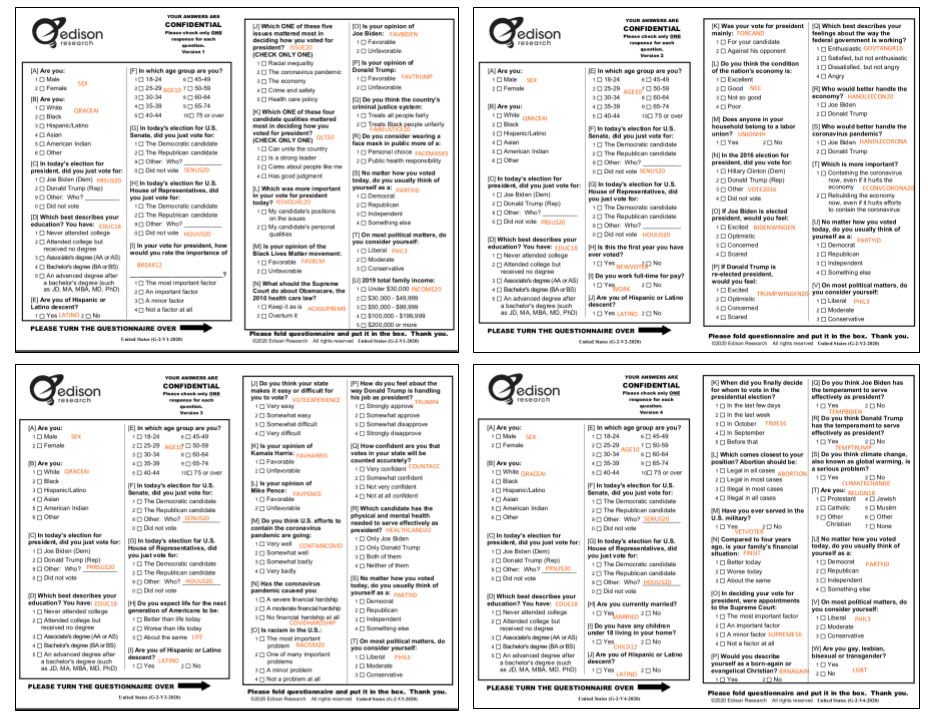 edison
research
YOUR ANSWERS ARE
CONFIDENTIAL
Please check only ONE
response for each
question.
Version 1
[A] Are you:
1 Male SEX
2 Female
[B] Are you:
1 White QRACEAI
2 Black
3 Hispanic/Latino
4 Asian
5 American Indian
6 Other
[C] In today's election for
president, did you just vote for:
1 Joe Biden (Dem) PRSUS20
2 Donald Trump (Rep)
9 Other: Who?
0 Did not vote
[D] Which best describes your
education? You have: EDUC18
1 Never attended college
2 Attended college but
received no degree
3 Associate's degree (AA or AS)
4 Bachelor's degree (BA or BS)
5 An advanced degree after
a bachelor's degree (such
as JD, MA, MBA, MD, PhD)
[E] Are you of Hispanic or
Latino descent?
1 Yes LATINO 2 No
[F] In which age group are you?
1 18-24 6 45-49
2 25-29 AGE10 7 50-59
3 30-34 8 60-64
4 35-39 9 65-74
5 40-44 10 75 or over
[G] In today's election for U.S.
Senate, did you just vote for:
1 The Democratic candidate
2 The Republican candidate
9 Other: Who?
0 Did not vote SENUS20
[H] In today's election for U.S.
House of Representatives, did
you just vote for:
1 The Democratic candidate
2 The Republican candidate
9 Other: Who?
0 Did not vote HOUUS20
[I] In your vote for president, how
would you rate the importance of
BREAK12
?
1 The most important factor
2 An important factor
3 A minor factor
4 Not a factor at all
PLEASE TURN THE QUESTIONNAIRE OVER
United States (G-2-V1-2020)
[J] Which ONE of these five
issues mattered most in
deciding how you voted for
president? ISSUE20
(CHECK ONLY ONE)
1 Racial inequality
2 The coronavirus pandemic
3 The economy
4 Crime and safety
5 Health care policy
[K] Which ONE of these four
candidate qualities mattered
most in deciding how you
voted for president?
(CHECK ONLY ONE) QLT20
1 Can unite the country
2 Is a strong leader
3 Cares about people like me
4 Has good judgment
[L] Which was more important
in your vote for president
today? ISSVQUAL20
1 My candidate's positions
on the issues
2 My candidate's personal
qualities
[M] Is your opinion of the
Black Lives Matter movement:
1 Favorable FAVBLM
2 Unfavorable
[N] What should the Supreme
Court do about Obamacare, the
2010 health care law?
1 Keep it as is ACASUPREME
2 Overturn it
[O] Is your opinion of
Joe Biden: FAVBIDEN
1 Favorable
2 Unfavorable
[P] Is your opinion of
Donald Trump:
1 Favorable FAVTRUMP
2 Unfavorable
[Q] Do you think the country's
criminal justice system:
1 Treats all people fairly
2 Treats Black people unfairly
FAIRJUSTICE20
[R] Do you consider wearing a
face mask in public more of a:
1 Personal choice FACEMASKS
2 Public health responsibility
[S] No matter how you voted
today, do you usually think of
yourself as a: PARTYID
1 Democrat
2 Republican
3 Independent
4 Something else
[T] On most political matters, do
you consider yourself:
1 Liberal PHIL3
2 Moderate
3 Conservative
[U] 2019 total family income:
1 Under $30,000 INCOME20
2 $30,000 - $49,999
3 $50,000 - $99,999
4 $100,000 - $199,999
5 $200,000 or more
Please fold questionnaire and put it in the box. Thank you.
©2020 Edison Research All rights reserved United States (G-2-V1-2020)
edison
research
YOUR ANSWERS ARE
CONFIDENTIAL
Please check only ONE
response for each
question.
Version 2
[A] Are you:
1 Male SEX
2 Female
[B] Are you:
1 White QRACEAI
2 Black
3 Hispanic/Latino
4 Asian
5 American Indian
6 Other
[C] In today's election for
president, did you just vote for:
1 Joe Biden (Dem)
2 Donald Trump (Rep)
9 Other: Who?
0 Did not vote PRSUS20
[D] Which best describes your
education? You have: EDUC18
1 Never attended college
2 Attended college but
received no degree
3 Associate's degree (AA or AS)
4 Bachelor's degree (BA or BS)
5 An advanced degree after
a bachelor's degree (such
as JD, MA, MBA, MD, PhD)
[E] In which age group are you?
1 18-24 6 45-49
2 25-29 AGE10 7 50-59
3 30-34 8 60-64
4 35-39 9 65-74
5 40-44 10 75 or over
[F] In today's election for U.S.
Senate, did you just vote for:
1 The Democratic candidate
2 The Republican candidate
9 Other: Who?
0 Did not vote SENUS20
[G] In today's election for U.S.
House of Representatives, did
you just vote for:
1 The Democratic candidate
2 The Republican candidate
9 Other: Who?
0 Did not vote HOUUS20
[H] Is this the first year you have
ever voted?
1 Yes 2 No
NEWVOTER
[I] Do you work full-time for pay?
1 Yes 2 No
WORK
[J] Are you of Hispanic or Latino
descent?
1 Yes LATINO 2 No
PLEASE TURN THE QUESTIONNAIRE OVER
United States (G-2-V2-2020)
[K] Was your vote for president
mainly: FORCAND
1 For your candidate
2 Against his opponent
[L] Do you think the condition
of the nation's economy is:
1 Excellent
2 Good NEC
3 Not so good
4 Poor
[M] Does anyone in your
household belong to a labor
union? UNIONHH
1 Yes 2 No
[N] In the 2016 election for
president, did you vote for:
1 Hillary Clinton (Dem)
2 Donald Trump (Rep)
3 Other VOTE2016
4 Did not vote
[O] If Joe Biden is elected
president, would you feel:
1 Excited BIDENWINGEN
2 Optimistic
3 Concerned
4 Scared
[P] If Donald Trump is
re-elected president,
would you feel:
1 Excited TRUMPWINGEN20
2 Optimistic
3 Concerned
4 Scared
[Q] Which best describes your
feelings about the way the
federal government is working?
1 Enthusiastic GOVTANGR16
2 Satisfied, but not enthusiastic
3 Dissatisfied, but not angry
4 Angry
[R] Who would better handle the
economy? HANDLEECON20
1 Joe Biden
2 Donald Trump
[S] Who would better handle the
coronavirus pandemic?
1 Joe Biden HANDLECORONA
2 Donald Trump
[T] Which is more important?
1 Containing the coronavirus
now, even if it hurts the
economy ECONVCORONA20
2 Rebuilding the economy
now, even if it hurts efforts
to contain the coronavirus
[U] No matter how you voted
today, do you usually think of
yourself as a: PARTYID
1 Democrat
2 Republican
3 Independent
4 Something else
[V] On most political matters, do
you consider yourself:
1 Liberal PHIL3
2 Moderate
3 Conservative
Please fold questionnaire and put it in the box. Thank you.
©2020 Edison Research All rights reserved United States (G-2-V2-2020)
edison
research
YOUR ANSWERS ARE
CONFIDENTIAL
Please check only ONE
response for each
question.
Version 3
[A] Are you:
1 Male SEX
2 Female
[B] Are you:
1 White QRACEAI
2 Black
3 Hispanic/Latino
4 Asian
5 American Indian
6 Other
[C] In today's election for
president, did you just vote for:
1 Joe Biden (Dem)
2 Donald Trump (Rep)
9 Other: Who? PRSUS20
0 Did not vote
[D] Which best describes your
education? You have: EDUC18
1 Never attended college
2 Attended college but
received no degree
3 Associate's degree (AA or AS)
4 Bachelor's degree (BA or BS)
5 An advanced degree after
a bachelor's degree (such
as JD, MA, MBA, MD, PhD)
[E] In which age group are you?
1 18-24 6 45-49
2 25-29 AGE10 7 50-59
3 30-34 8 60-64
4 35-39 9 65-74
5 40-44 10 75 or over
[F] In today's election for U.S.
Senate, did you just vote for:
1 The Democratic candidate
2 The Republican candidate
9 Other: Who? SENUS20
0 Did not vote
[G] In today's election for U.S.
House of Representatives, did
you just vote for:
1 The Democratic candidate
2 The Republican candidate
9 Other: Who? HOUUS20
0 Did not vote
[H] Do you expect life for the next
generation of Americans to be:
1 Better than life today
2 Worse than life today
3 About the same LIFE
[I] Are you of Hispanic or Latino
descent? LATINO
1 Yes 2 No
PLEASE TURN THE QUESTIONNAIRE OVER
United States (G-2-V3-2020)
[J] Do you think your state
makes it easy or difficult for
you to vote? VOTEEXPERIENCE
1 Very easy
2 Somewhat easy
3 Somewhat difficult
4 Very difficult
[K] Is your opinion of
Kamala Harris: FAVHARRIS
1 Favorable
2 Unfavorable
[L] Is your opinion of
Mike Pence: FAVPENCE
1 Favorable
2 Unfavorable
[M] Do you think U.S. efforts to
contain the coronavirus
pandemic are going:
1 Very well CONTAINCOVID
2 Somewhat well
3 Somewhat badly
4 Very badly
[N] Has the coronavirus
pandemic caused you:
1 A severe financial hardship
2 A moderate financial hardship
3 No financial hardship at all
COVIDHARDSHIP
[O] Is racism in the U.S.:
1 The most important
problem RACISM20
2 One of many important
problems
3 A minor problem
4 Not a problem at all
[P] How do you feel about the
way Donald Trump is handling
his job as president? TRUMP4
1 Strongly approve
2 Somewhat approve
3 Somewhat disapprove
4 Strongly disapprove
[Q] How confident are you that
votes in your state will be
counted accurately?
1 Very confident COUNTACC
2 Somewhat confident
3 Not very confident
4 Not at all confident
[R] Which candidate has the
physical and mental health
needed to serve effectively as
president? HEALTHCAND20
1 Only Joe Biden
2 Only Donald Trump
3 Both of them
4 Neither of them
[S] No matter how you voted
today, do you usually think of
yourself as a: PARTYID
1 Democrat
2 Republican
3 Independent
4 Something else
[T] On most political matters, do
you consider yourself:
1 Liberal PHIL3
2 Moderate
3 Conservative
Please fold questionnaire and put it in the box. Thank you.
©2020 Edison Research All rights reserved United States (G-2-V3-2020)
edison
research
YOUR ANSWERS ARE
CONFIDENTIAL
Please check only ONE
response for each
question.
Version 4
[A] Are you:
1 Male SEX
2 Female
[B] Are you:
1 White QRACEAI
2 Black
3 Hispanic/Latino
4 Asian
5 American Indian
6 Other
[C] In today's election for
president, did you just vote for:
1 Joe Biden (Dem)
2 Donald Trump (Rep)
9 Other: Who? PRSUS20
0 Did not vote
[D] Which best describes your
education? You have: EDUC18
1 Never attended college
2 Attended college but
received no degree
3 Associate's degree (AA or AS)
4 Bachelor's degree (BA or BS)
5 An advanced degree after
a bachelor's degree (such
as JD, MA, MBA, MD, PhD)
[E] In which age group are you?
1 18-24 6 45-49
2 25-29 AGE10 7 50-59
3 30-34 8 60-64
4 35-39 9 65-74
5 40-44 10 75 or over
[F] In today's election for U.S.
Senate, did you just vote for:
1 The Democratic candidate
2 The Republican candidate
9 Other: Who? SENUS20
0 Did not vote
[G] In today's election for U.S.
House of Representatives, did
you just vote for:
1 The Democratic candidate
2 The Republican candidate
9 Other: Who? HOUUS20
0 Did not vote
[H] Are you currently married?
1 Yes 2 No
MARRIED
[I] Do you have any children
under 18 living in your home?
1 Yes 2 No
CHILD12
[J] Are you of Hispanic or Latino
descent?
1 Yes 2 No
LATINO
PLEASE TURN THE QUESTIONNAIRE OVER
United States (G-2-V4-2020)
[K] When did you finally decide
for whom to vote in the
presidential election?
1 In the last few days
2 In the last week
3 In October TIME16
4 In September
5 Before that
[L] Which comes closest to your
position? Abortion should be:
1 Legal in all cases ABORTION
2 Legal in most cases
3 Illegal in most cases
4 Illegal in all cases
[M] Have you ever served in the
U.S. military?
1 Yes 2 No
VETVOTER
[N] Compared to four years
ago, is your family's financial
situation: FINSIT
1 Better today
2 Worse today
3 About the same
[O] In deciding your vote for
president, were appointments
to the Supreme Court:
1 The most important factor
2 An important factor
3 A minor factor SUPREME16
4 Not a factor at all
[P] Would you describe
yourself as a born-again or
evangelical Christian? BRNAGAIN
1 Yes 2 No
[Q] Do you think Joe Biden has
the temperament to serve
effectively as president?
1 Yes 2 No
TEMPBIDEN
[R] Do you think Donald Trump
has the temperament to serve
effectively as president?
1 Yes 2 No
TEMPTRUMP
[S] Do you think climate change,
also known as global warming, is
a serious problem?
1 Yes 2 No
CLIMATECHANGE
[T] Are you: RELIGN18
1 Protestant 4 Jewish
2 Catholic 5 Muslim
3 Other 6 Other
Christian 7 None
[U] No matter how you voted
today, do you usually think of
yourself as a:
1 Democrat PARTYID
2 Republican
3 Independent
4 Something else
[V] On most political matters, do
you consider yourself:
1 Liberal PHIL3
2 Moderate
3 Conservative
[W] Are you gay, lesbian,
bisexual or transgender?
1 Yes
2 No LGBT
Please fold questionnaire and put it in the box. Thank you.
©2020 Edison Research All rights reserved United States (G-2-V4-2020)